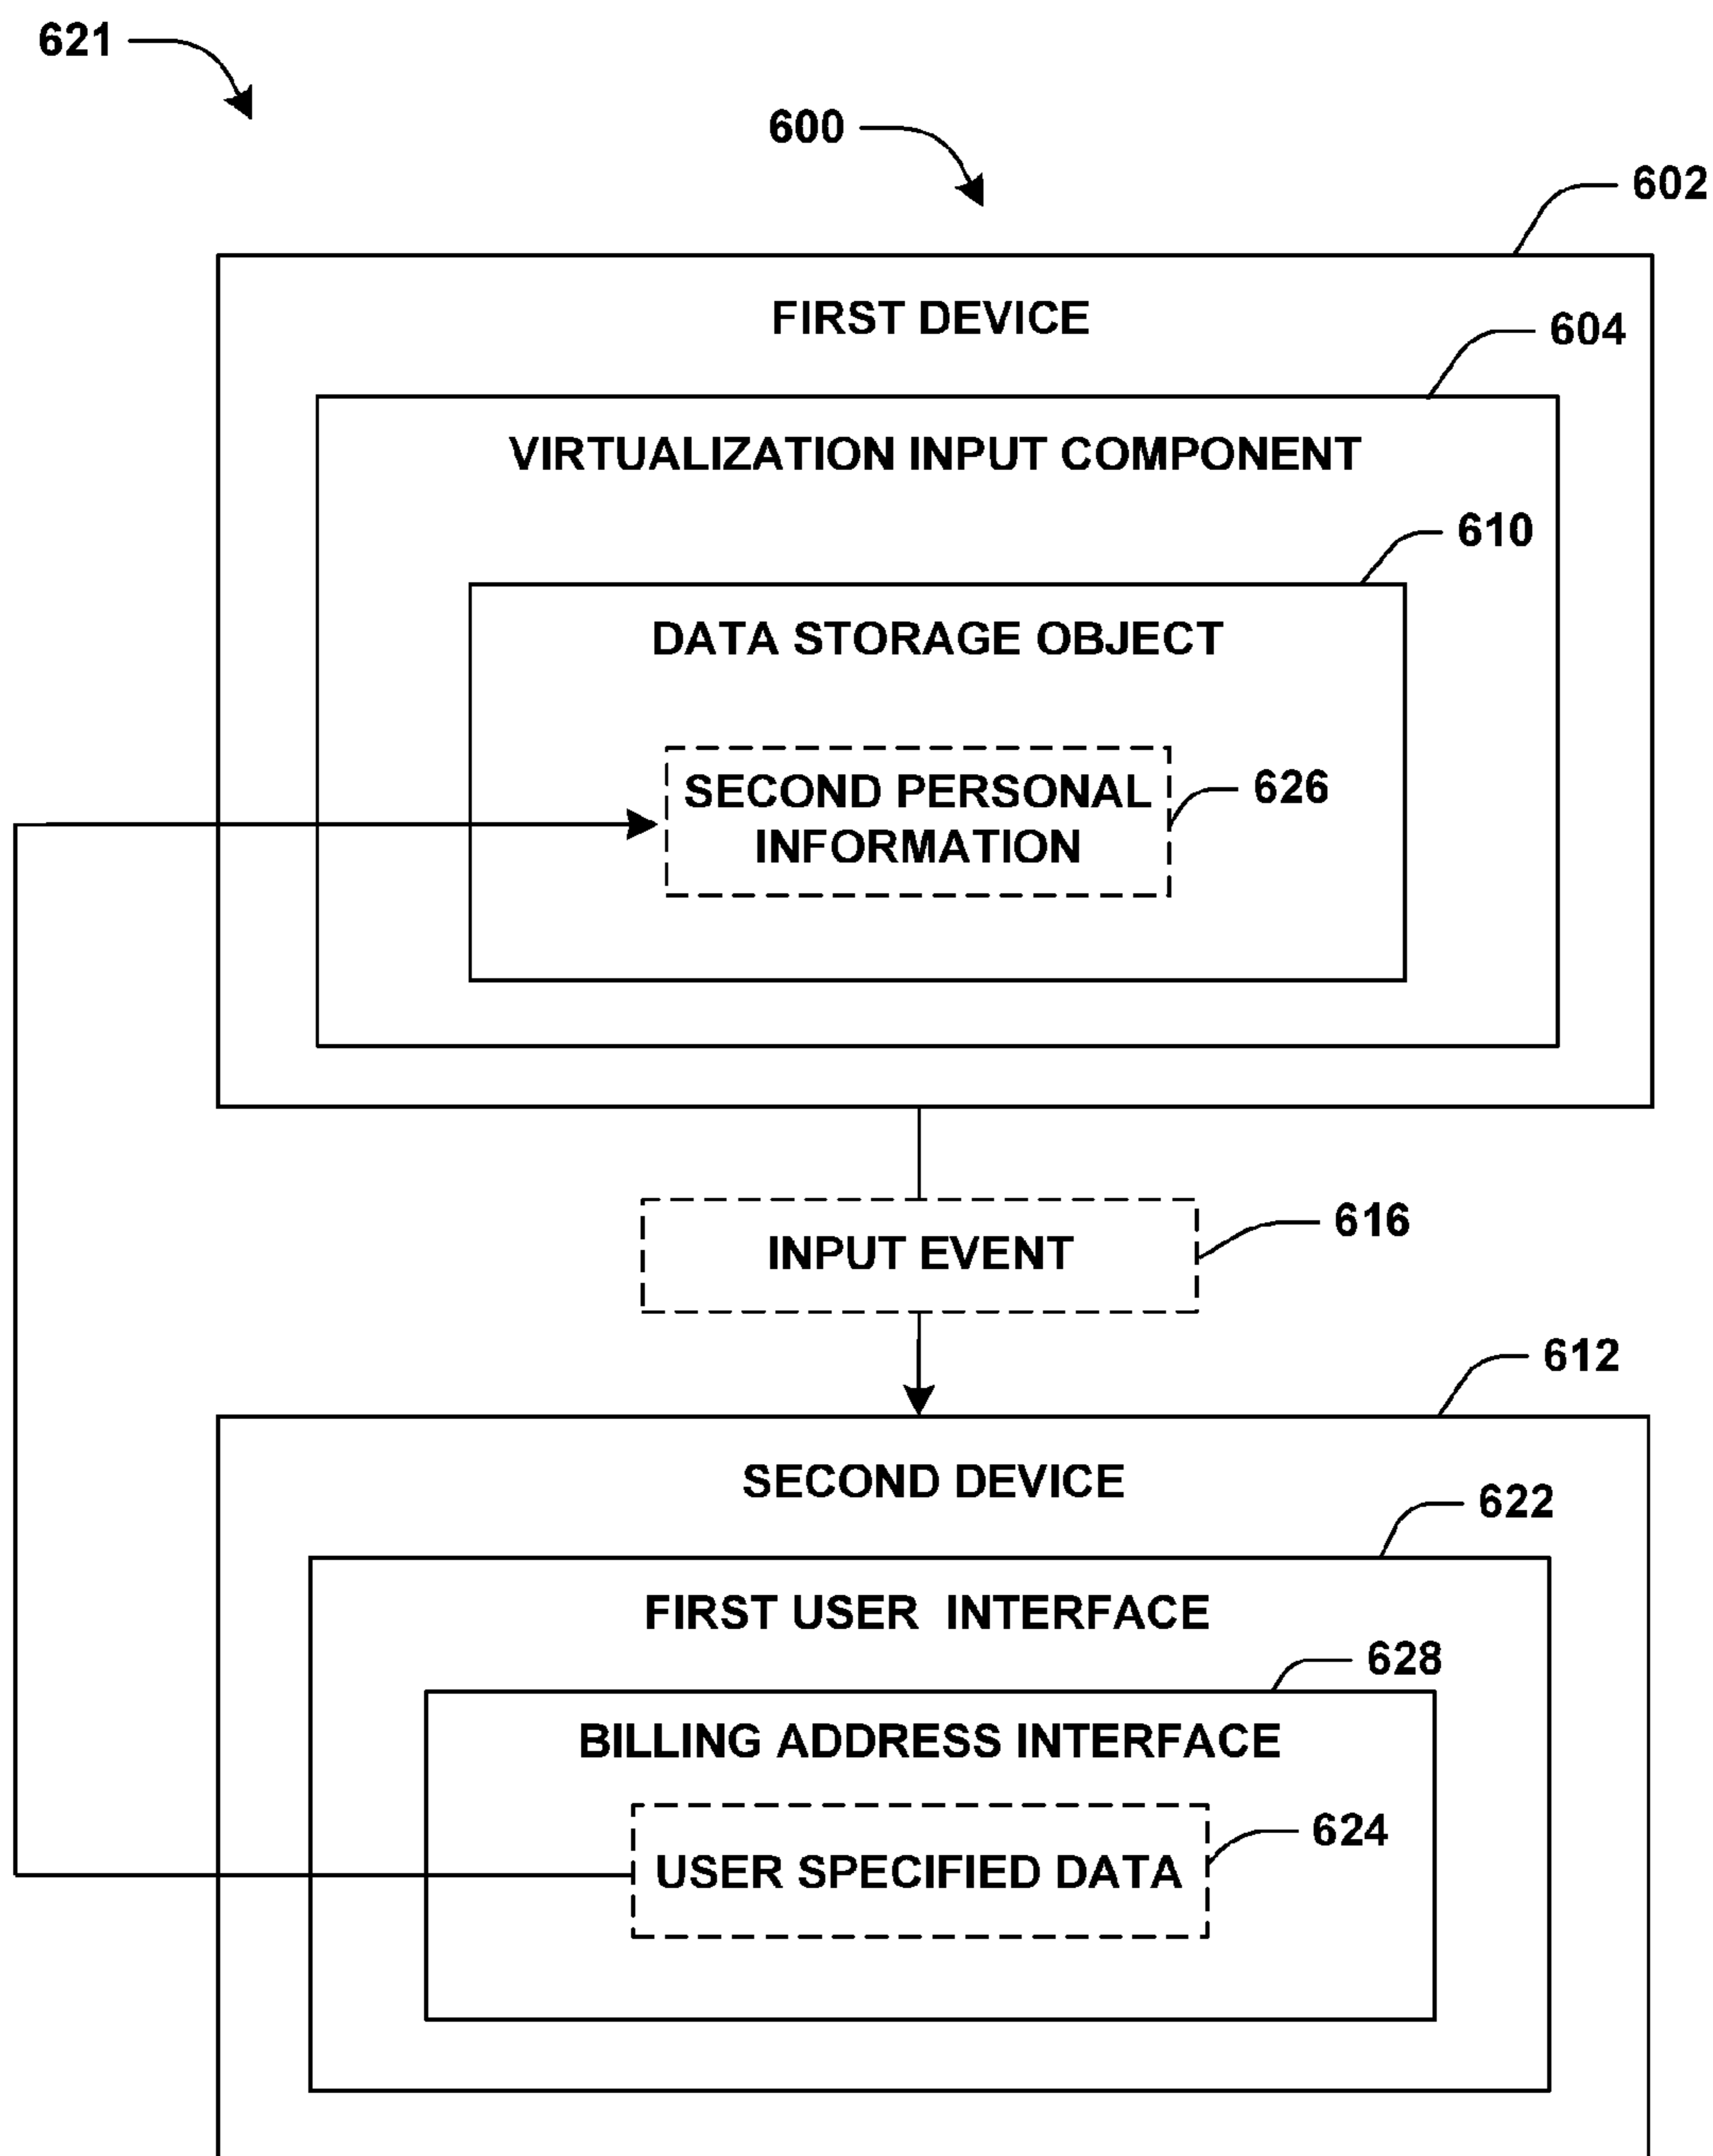 621
600
602
FIRST DEVICE
604
VIRTUALIZATION INPUT COMPONENT
610
DATA STORAGE OBJECT
SECOND PERSONAL
INFORMATION
626
616
INPUT EVENT
612
SECOND DEVICE
622
FIRST USER INTERFACE
628
BILLING ADDRESS INTERFACE
624
USER SPECIFIED DATA